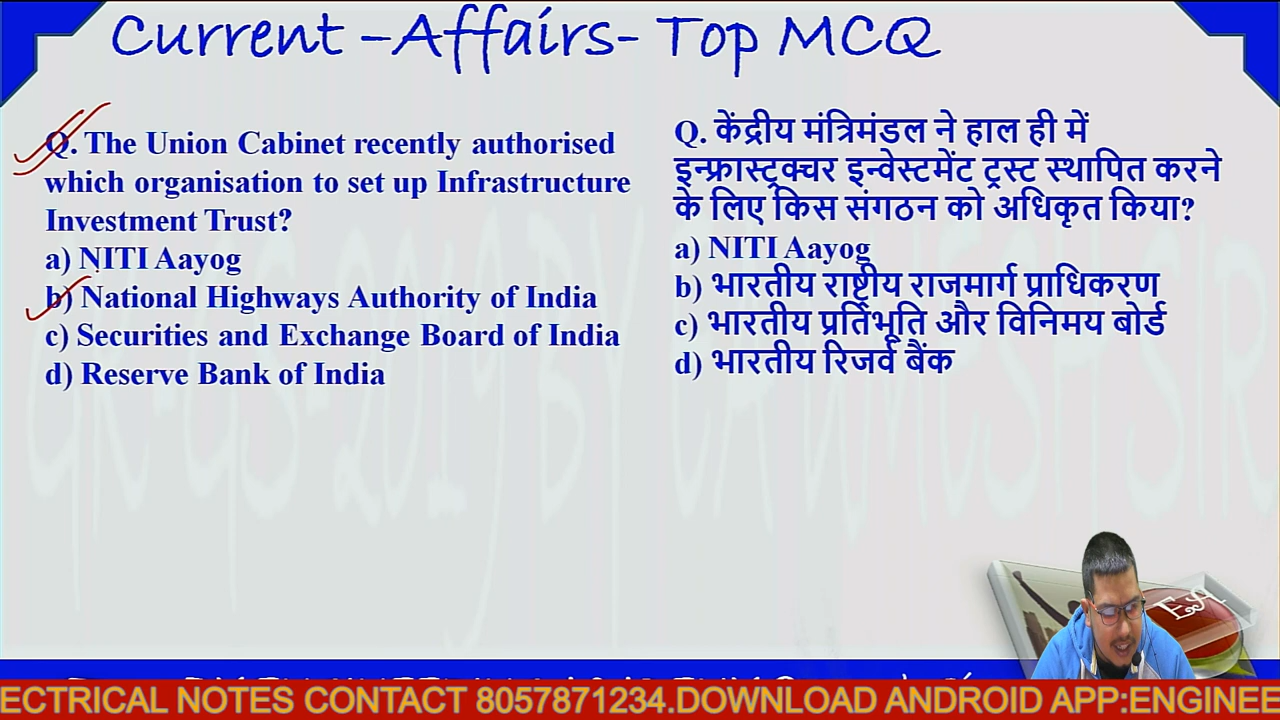 Current -Affairs- Top MCQ
Q. The Union Cabinet recently authorised
which organisation to set up Infrastructure
Investment Trust?
a) NITI Aayog
b) National Highways Authority of India
c) Securities and Exchange Board of India
d) Reserve Bank of India
Q. केंद्रीय मंत्रिमंडल ने हाल ही में
इन्फ्रास्ट्रक्चर इन्वेस्टमेंट ट्रस्ट स्थापित करने
के लिए किस संगठन को अधिकृत किया?
a) NITI Aayog
b) भारतीय राष्ट्रीय राजमार्ग प्राधिकरण
c) भारतीय प्रतिभूति और विनिमय बोर्ड
d) भारतीय रिजर्व बैंक
EA
ECTRICAL NOTES CONTACT 8057871234.DOWNLOAD ANDROID APP:ENGINEE